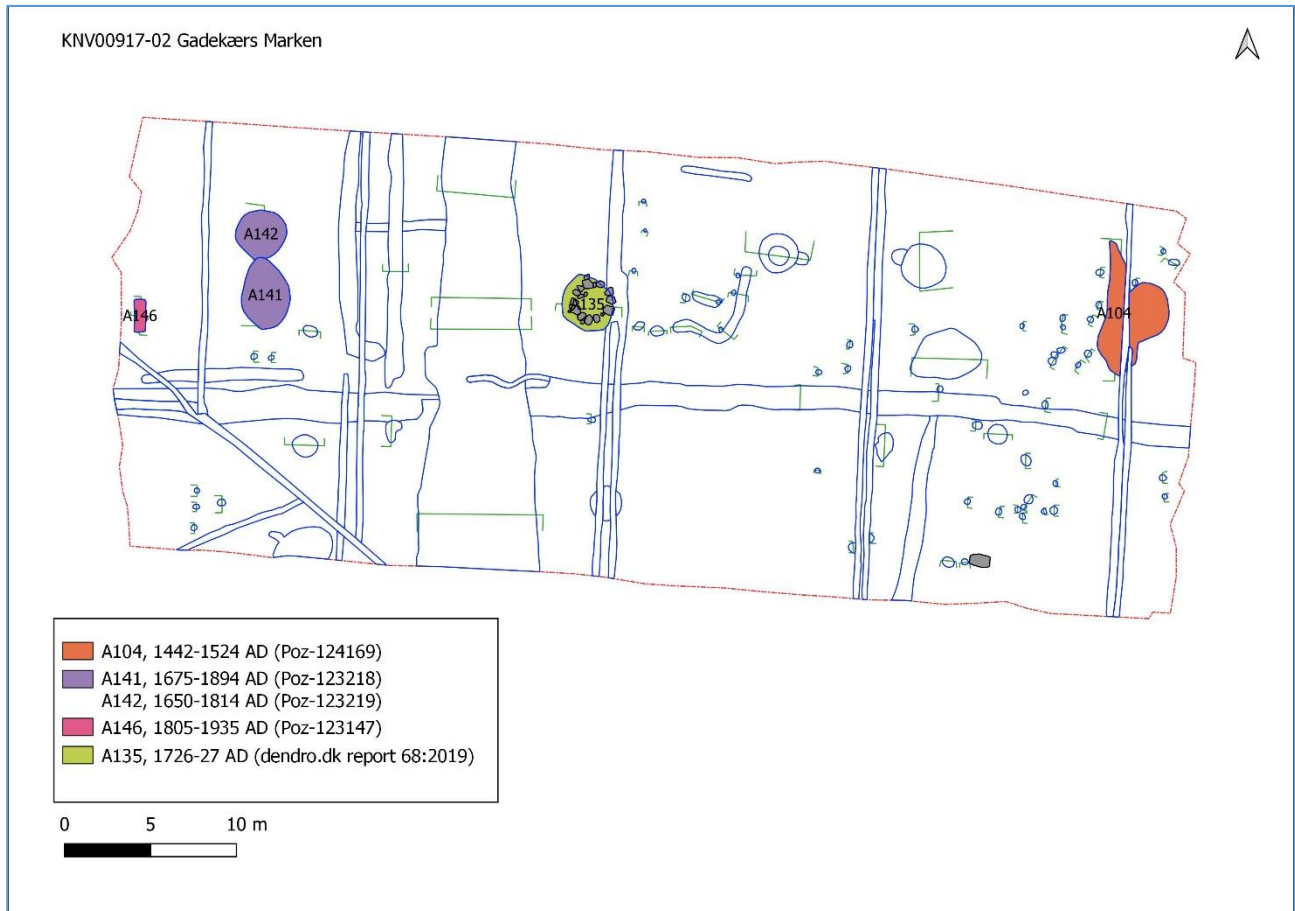 KNV00917-02 Gadekærs Marken
A142
A141
A146
A135
A104
A104, 1442-1524 AD (Poz-124169)
A141, 1675-1894 AD (Poz-123218)
A142, 1650-1814 AD (Poz-123219)
A146, 1805-1935 AD (Poz-123147)
A135, 1726-27 AD (dendro.dk report 68:2019)
0 5 10 m